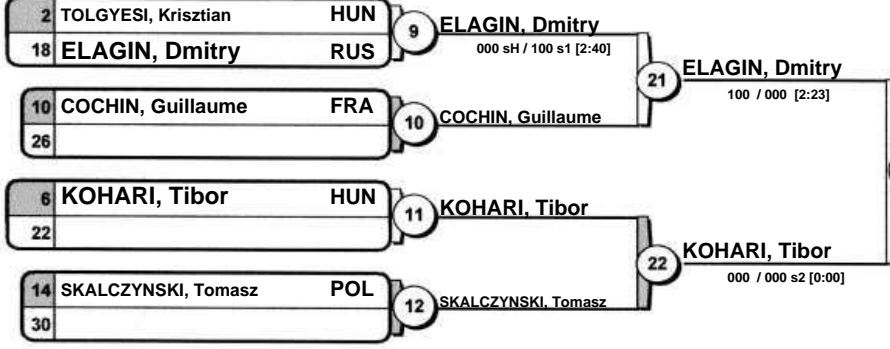 2 TOLGYESI, Krisztian HUN
18 ELAGIN, Dmitry RUS
9 ELAGIN, Dmitry
000 sH / 100 s1 [2:40]
10 COCHIN, Guillaume FRA
26
10 COCHIN, Guillaume
21 ELAGIN, Dmitry
100 / 000 [2:23]
6 KOHARI, Tibor HUN
22
11 KOHARI, Tibor
14 SKALCZYNSKI, Tomasz POL
30
12 SKALCZYNSKI, Tomasz
22 KOHARI, Tibor
000 / 000 s2 [0:00]